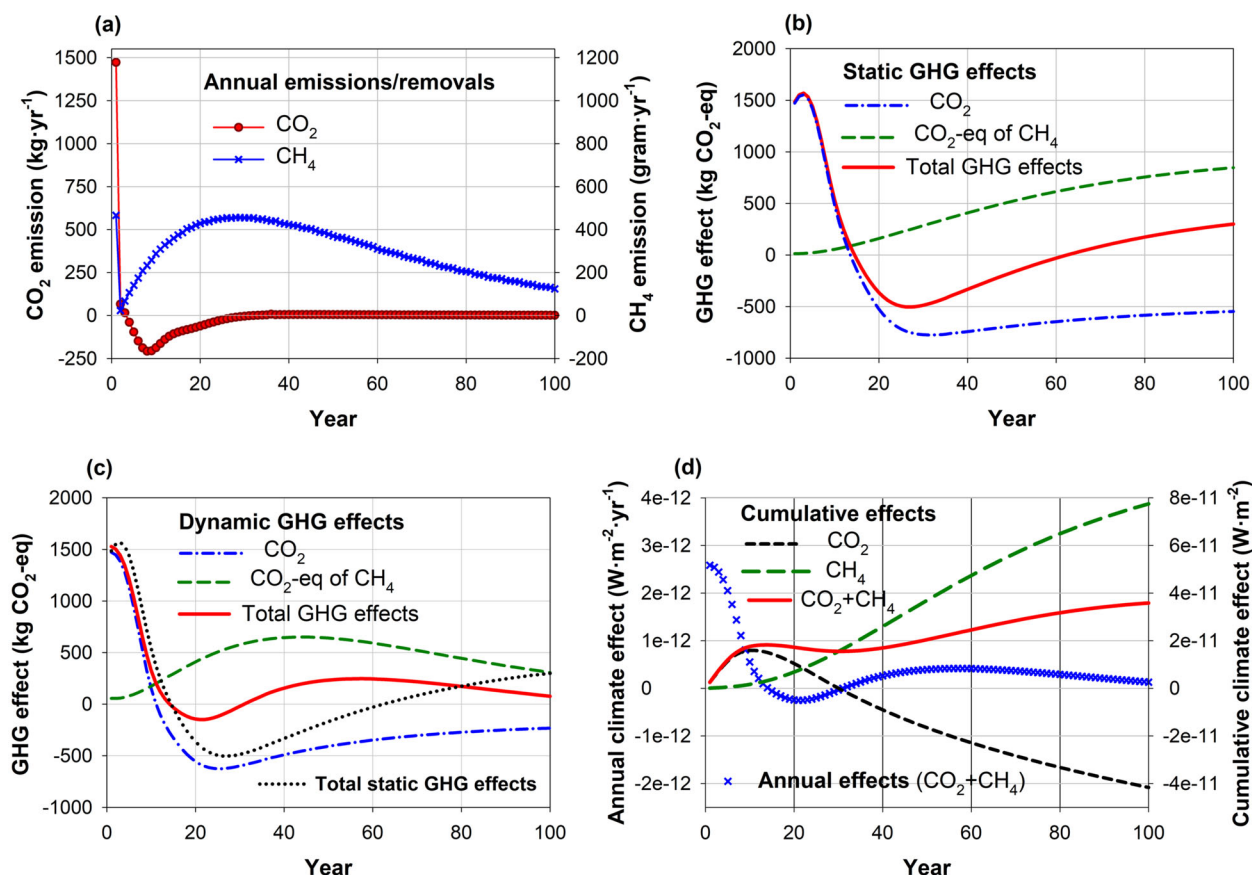 (a)
CO₂ emission (kg·yr⁻¹)
1500
1250
1000
750
500
250
0
-250
Annual emissions/removals
CO₂
CH₄
1200
1000
800
600
400
200
0
-200
CH₄ emission (gram·yr⁻¹)
0 20 40 60 80 100
Year
(b)
GHG effect (kg CO₂-eq)
2000
1500
1000
500
0
-500
-1000
Static GHG effects
CO₂
CO₂-eq of CH₄
Total GHG effects
0 20 40 60 80 100
Year
(c)
GHG effect (kg CO₂-eq)
2000
1500
1000
500
0
-500
-1000
Dynamic GHG effects
CO₂
CO₂-eq of CH₄
Total GHG effects
Total static GHG effects
0 20 40 60 80 100
Year
(d)
Annual climate effect (W·m⁻²·yr⁻¹)
4e-12
3e-12
2e-12
1e-12
0
-1e-12
-2e-12
Cumulative effects
CO₂
CH₄
CO₂+CH₄
Annual effects (CO₂+CH₄)
8e-11
6e-11
4e-11
2e-11
0
-2e-11
-4e-11
Cumulative climate effect (W·m⁻²)
0 20 40 60 80 100
Year